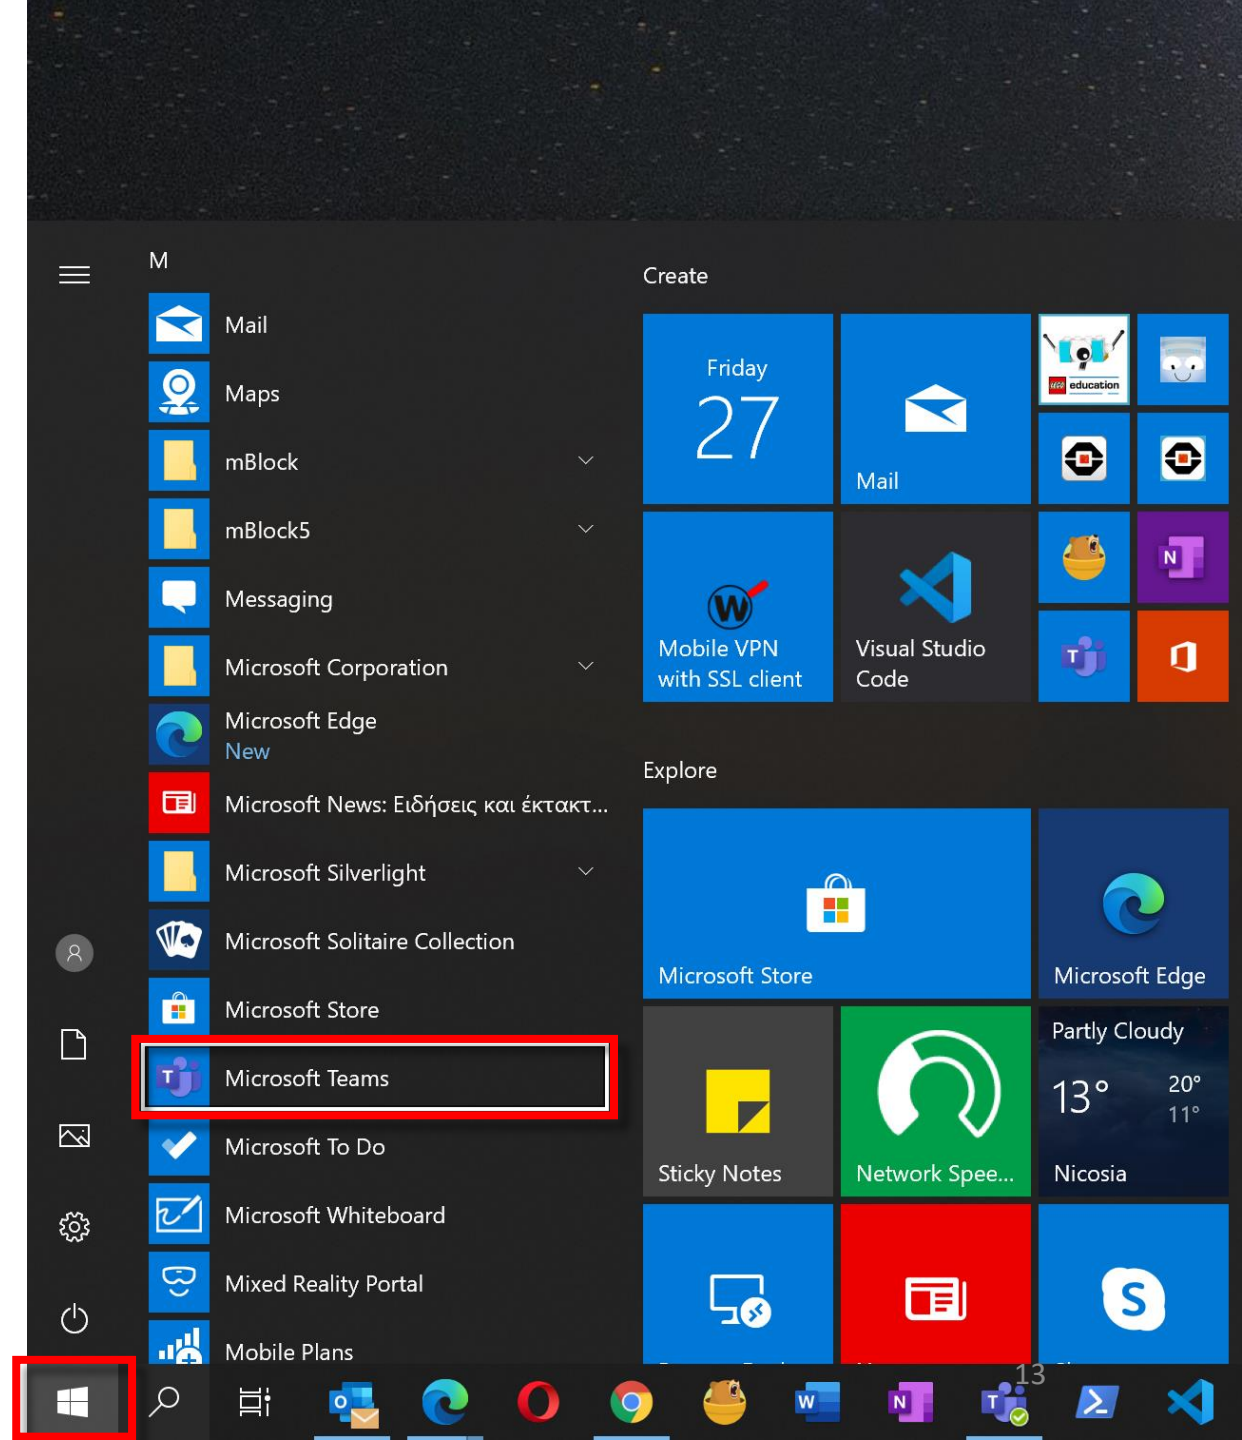 M
Mail
Maps
mBlock
mBlock5
Messaging
Microsoft Corporation
Microsoft Edge
New
Microsoft News: Ειδήσεις και έκτακτ...
Microsoft Silverlight
Microsoft Solitaire Collection
Microsoft Store
Microsoft Teams
Microsoft To Do
Microsoft Whiteboard
Mixed Reality Portal
Mobile Plans
Create
Friday
27
Mail
education
Mobile VPN
with SSL client
Visual Studio
Code
Explore
Microsoft Store
Microsoft Edge
Sticky Notes
Network Spee...
Partly Cloudy
13° 20°
11°
Nicosia
13